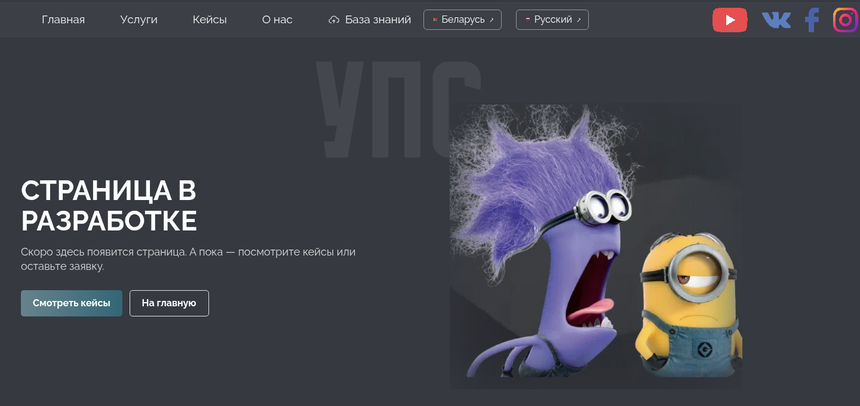 Главная Услуги Кейсы О нас База знаний Беларусь Русский
УПС
СТРАНИЦА В
РАЗРАБОТКЕ
Скоро здесь появится страница. А пока — посмотрите кейсы или
оставьте заявку.
Смотреть кейсы На главную